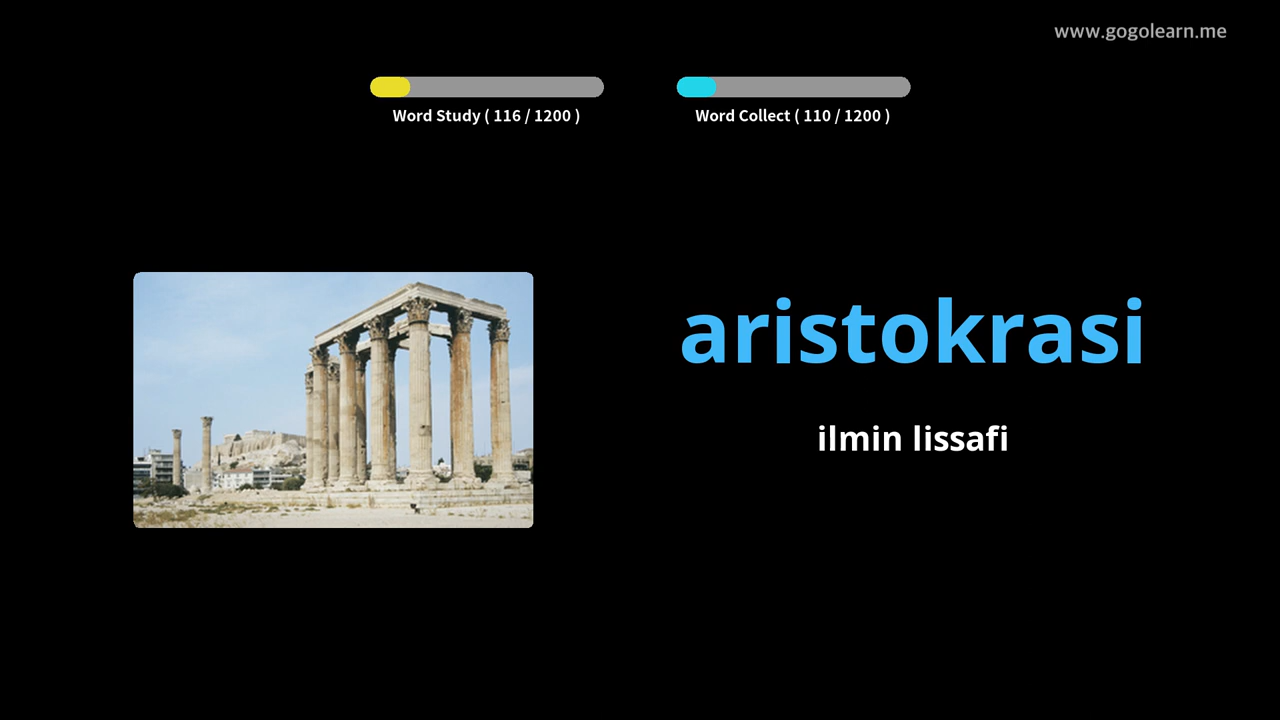 www.gogolearn.me
Word Study ( 116 / 1200 )
Word Collect ( 110 / 1200 )
aristokrasi
ilmin lissafi